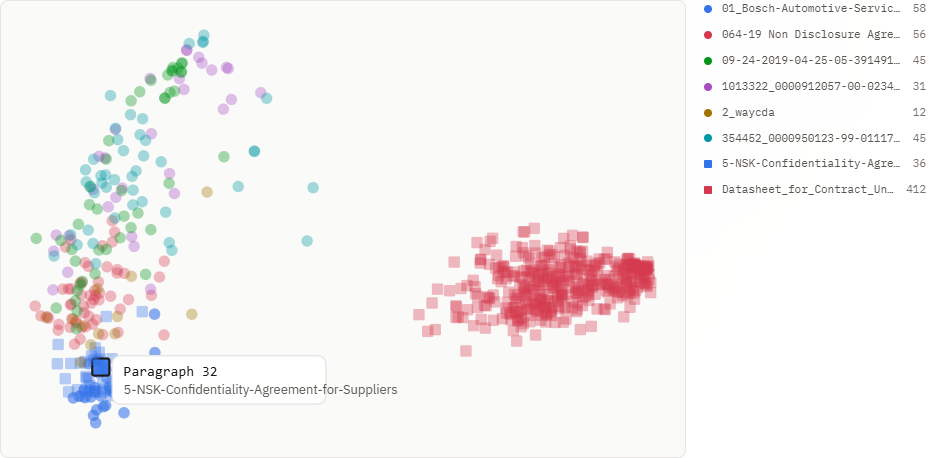 01_Bosch-Automotive-Servic… 58
064-19 Non Disclosure Agre… 56
09-24-2019-04-25-05-391491… 45
1013322_0000912057-00-0234… 31
2_waycda 12
354452_0000950123-99-01117… 45
5-NSK-Confidentiality-Agre… 36
Datasheet_for_Contract_Un… 412
Paragraph 32
5-NSK-Confidentiality-Agreement-for-Suppliers